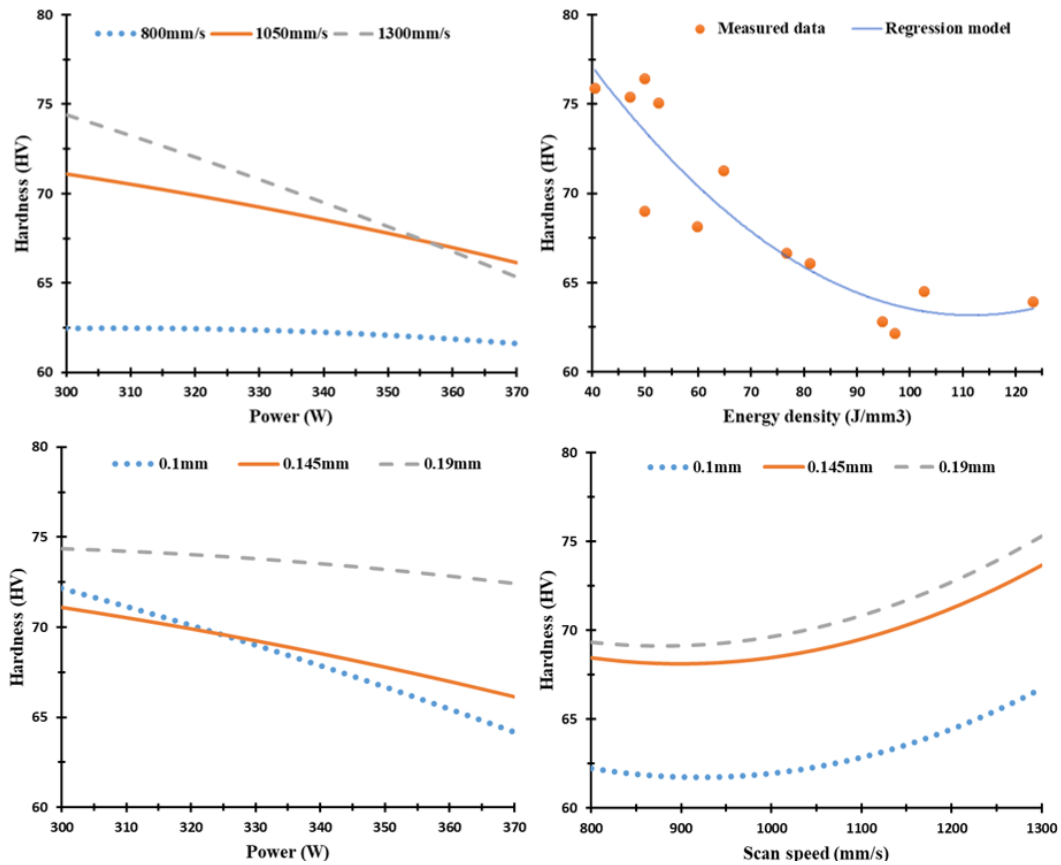 80
800mm/s 1050mm/s 1300mm/s
75
70
65
60
Hardness (HV)
300 310 320 330 340 350 360 370
Power (W)
80
Measured data Regression model
75
70
65
60
Hardness (HV)
40 50 60 70 80 90 100 110 120
Energy density (J/mm3)
80
0.1mm 0.145mm 0.19mm
75
70
65
60
Hardness (HV)
300 310 320 330 340 350 360 370
Power (W)
80
0.1mm 0.145mm 0.19mm
75
70
65
60
Hardness (HV)
800 900 1000 1100 1200 1300
Scan speed (mm/s)